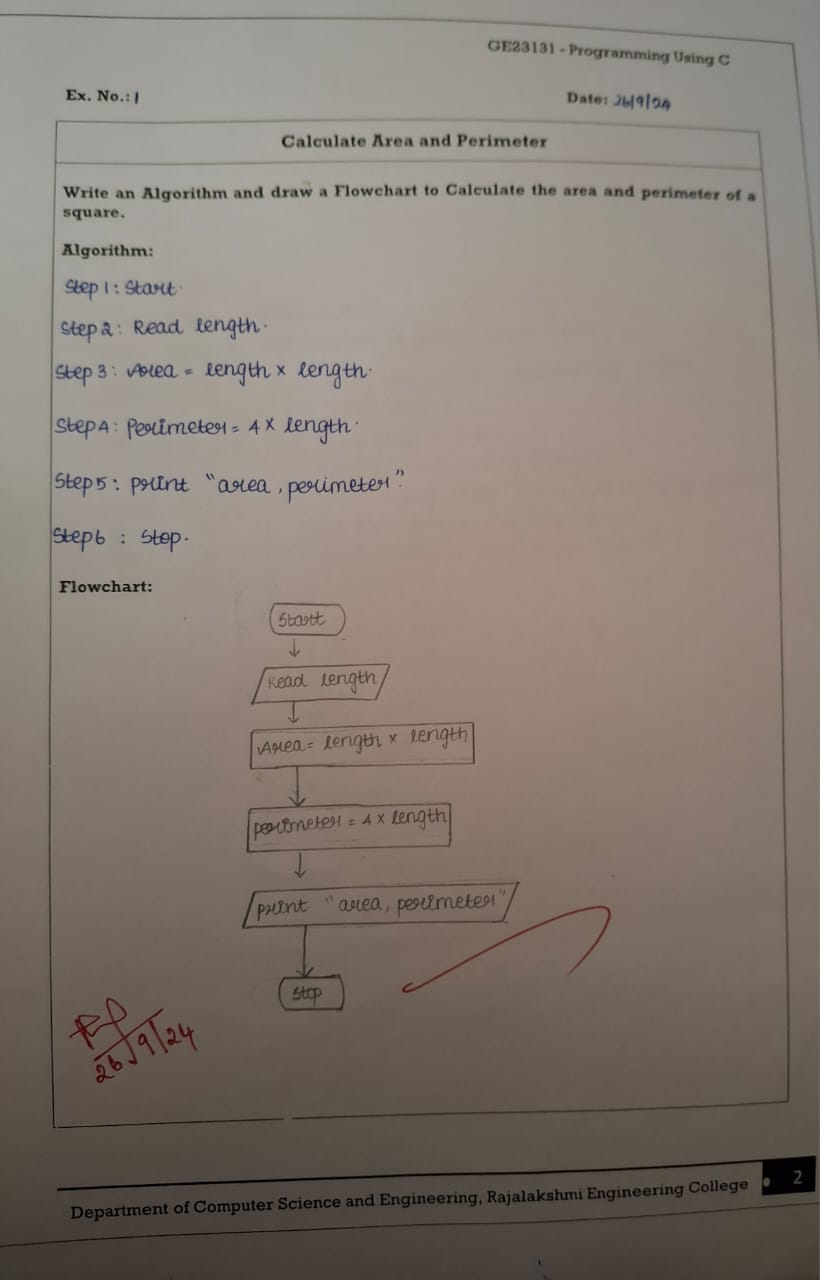 GE23131 - Programming Using C
Ex. No.: 1
Date: 26/9/24
Calculate Area and Perimeter
Write an Algorithm and draw a Flowchart to Calculate the area and perimeter of a
square.
Algorithm:
Step 1: Start.
Step 2: Read length.
Step 3: Area = length × length.
Step 4: Perimeter = 4 × length.
Step 5: print "area, perimeter".
Step 6 : Stop.
Flowchart:
Start
Read length
Area = length × length
perimeter = 4 × length
print "area, perimeter"
Stop
26/9/24
Department of Computer Science and Engineering, Rajalakshmi Engineering College
2